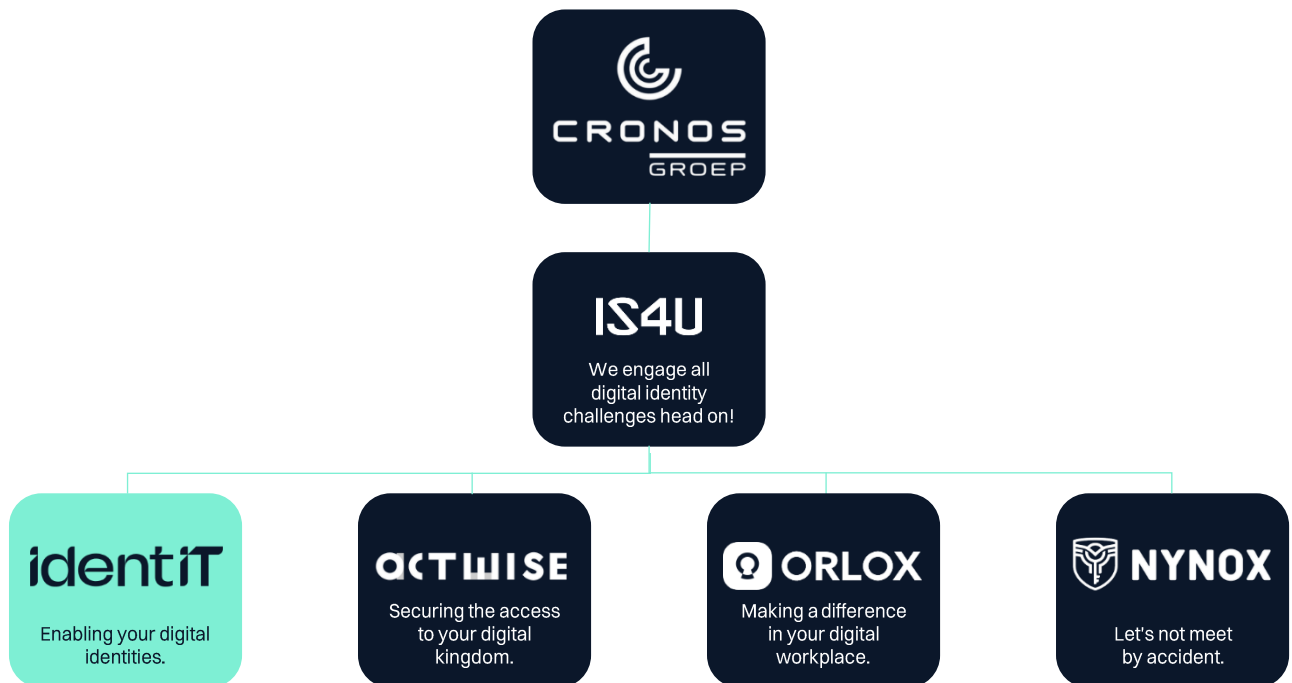 CRONOS
GROEP
IS4U
We engage all
digital identity
challenges head on!
identiT
Enabling your digital
identities.
ACTWISE
Securing the access
to your digital
kingdom.
ORLOX
Making a difference
in your digital
workplace.
NYNOX
Let's not meet
by accident.